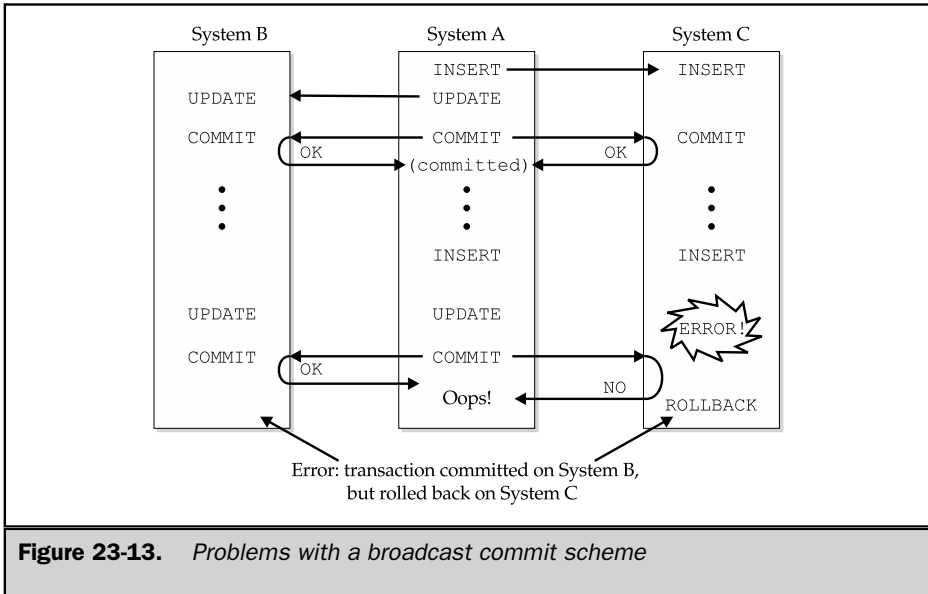 System B System A System C
INSERT INSERT
UPDATE UPDATE
COMMIT COMMIT COMMIT
OK OK
(committed)
INSERT INSERT
UPDATE UPDATE ERROR!
COMMIT COMMIT
OK
Oops! NO
ROLLBACK
Error: transaction committed on System B,
but rolled back on System C
Figure 23-13. Problems with a broadcast commit scheme